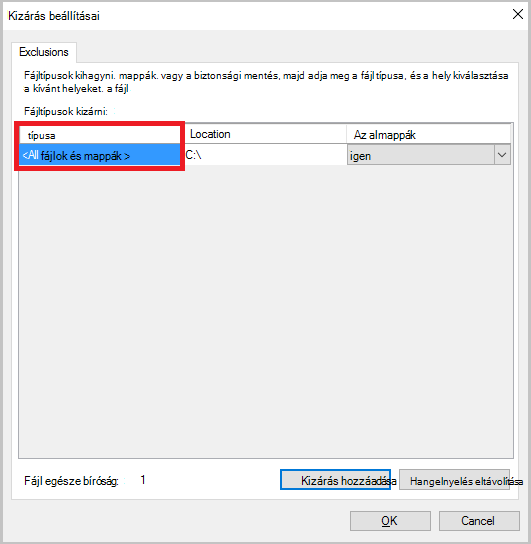 Kizárás beállításai
Exclusions
Fájltípusok kihagyni. mappák. vagy a biztonsági mentés, majd adja meg a fájl típusa, és a hely kiválasztása
a kívánt helyeket. a fájl
Fájltípusok kizárni:
típusa Location Az almappák
<All fájlok és mappák > C:\ igen
Fájl egésze bíróság: 1 Kizárás hozzáadása Hangelnyelés eltávolítása
OK Cancel